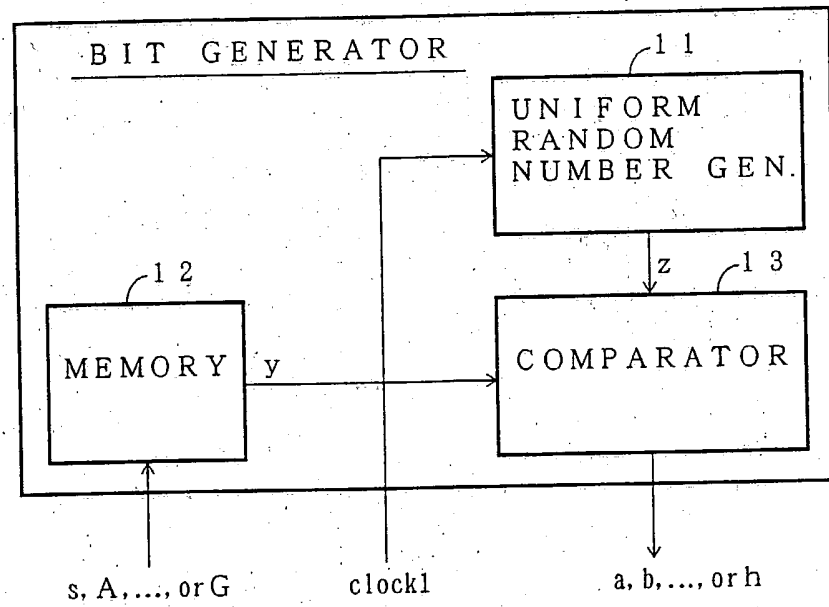 BIT GENERATOR
11
UNIFORM
RANDOM
NUMBER GEN.
12
z
13
MEMORY
y
COMPARATOR
s, A, ..., or G
clock1
a, b, ..., or h